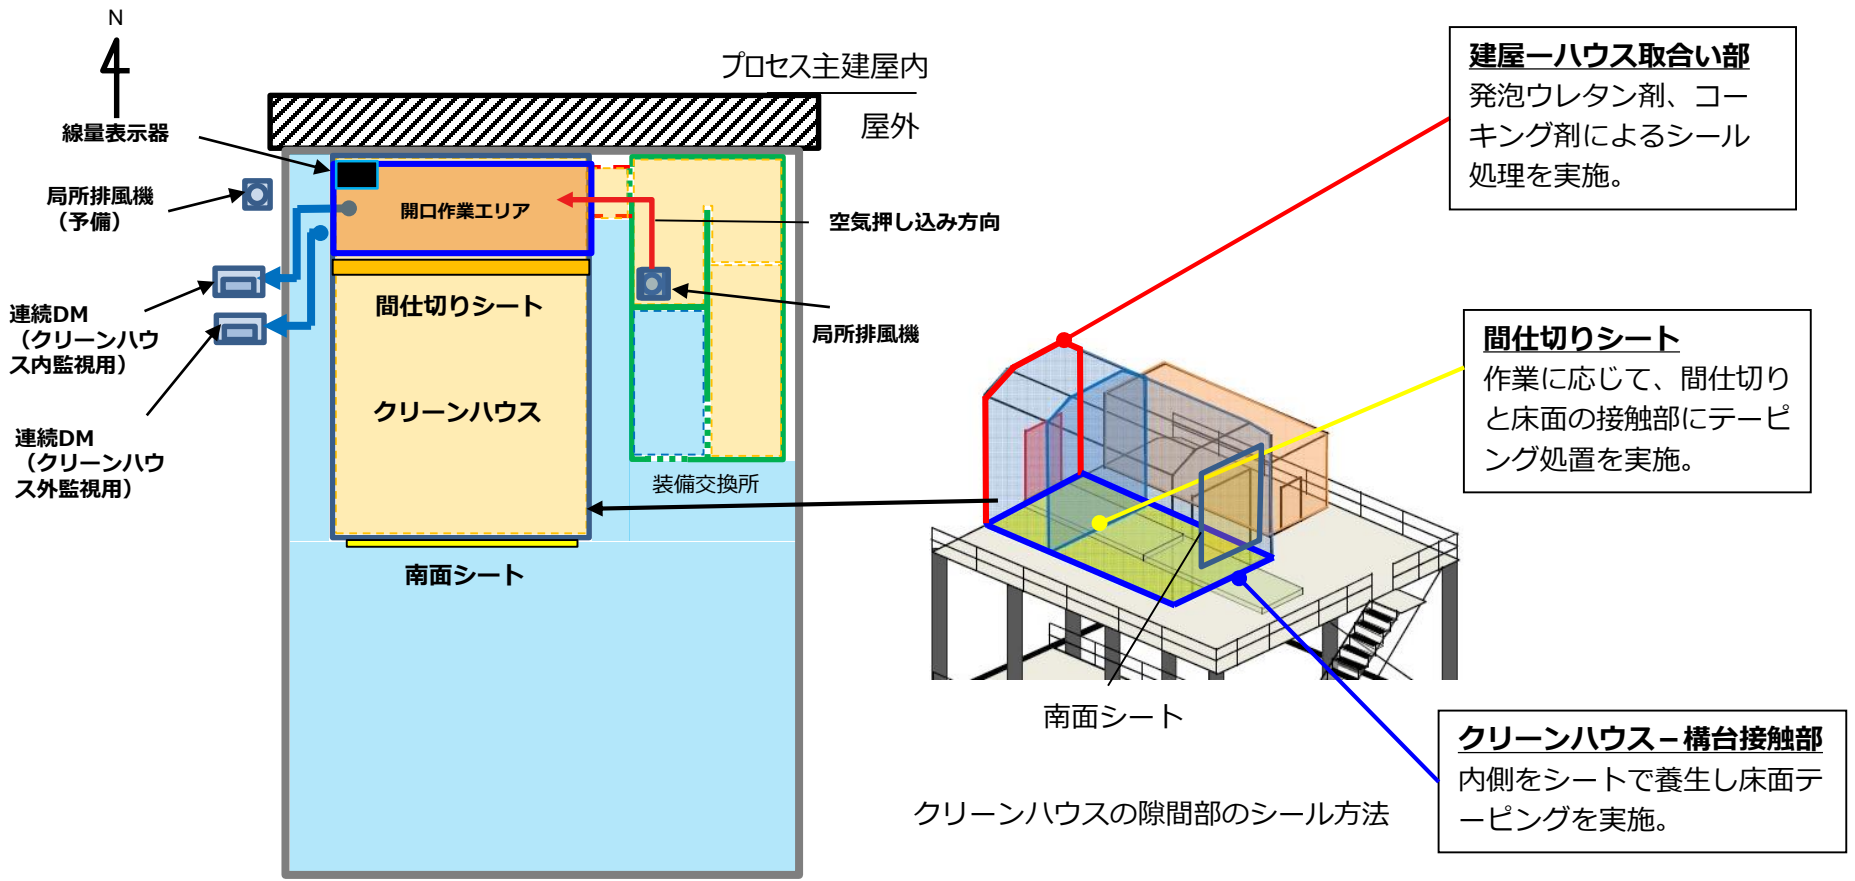 N
プロセス主建屋内
屋外
線量表示器
局所排風機
（予備）
開口作業エリア
空気押し込み方向
間仕切りシート
局所排風機
連続DM
（クリーンハウ
ス内監視用）
クリーンハウス
連続DM
（クリーンハウ
ス外監視用）
装備交換所
南面シート
建屋ーハウス取合い部
発泡ウレタン剤、コー
キング剤によるシール
処理を実施。
間仕切りシート
作業に応じて、間仕切り
と床面の接触部にテーピ
ング処置を実施。
南面シート
クリーンハウス－構台接触部
内側をシートで養生し床面テ
ーピングを実施。
クリーンハウスの隙間部のシール方法